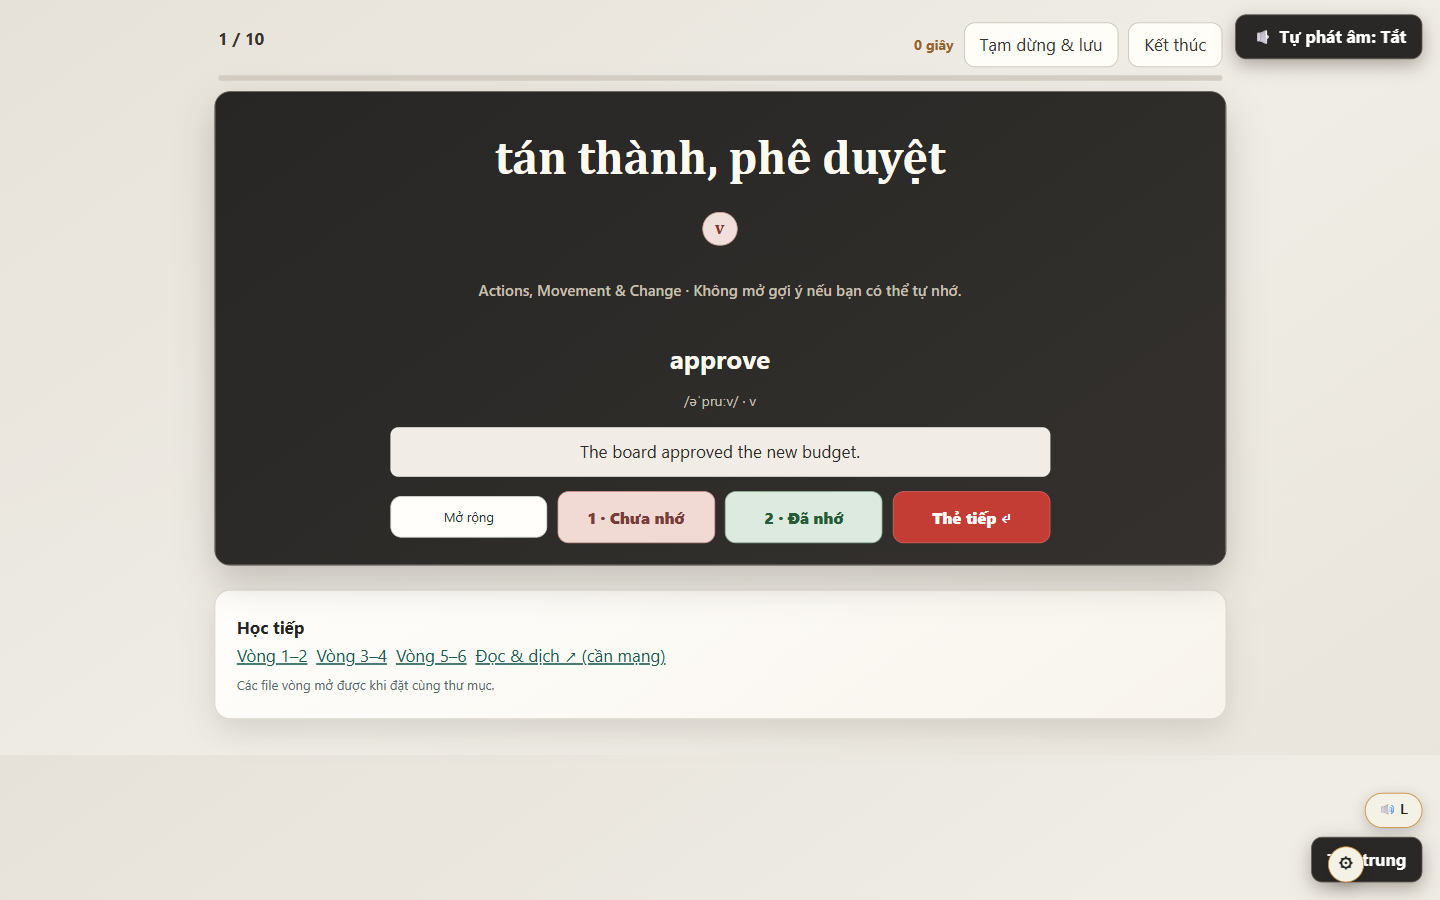 1 / 10
0 giây
Tạm dừng & lưu
Kết thúc
Tự phát âm: Tắt
tán thành, phê duyệt
v
Actions, Movement & Change · Không mở gợi ý nếu bạn có thể tự nhớ.
approve
/əˈpruːv/ · v
The board approved the new budget.
Mở rộng
1 · Chưa nhớ
2 · Đã nhớ
Thẻ tiếp ↵
Học tiếp
Vòng 1–2 Vòng 3–4 Vòng 5–6 Đọc & dịch ↗ (cần mạng)
Các file vòng mở được khi đặt cùng thư mục.
L
trung